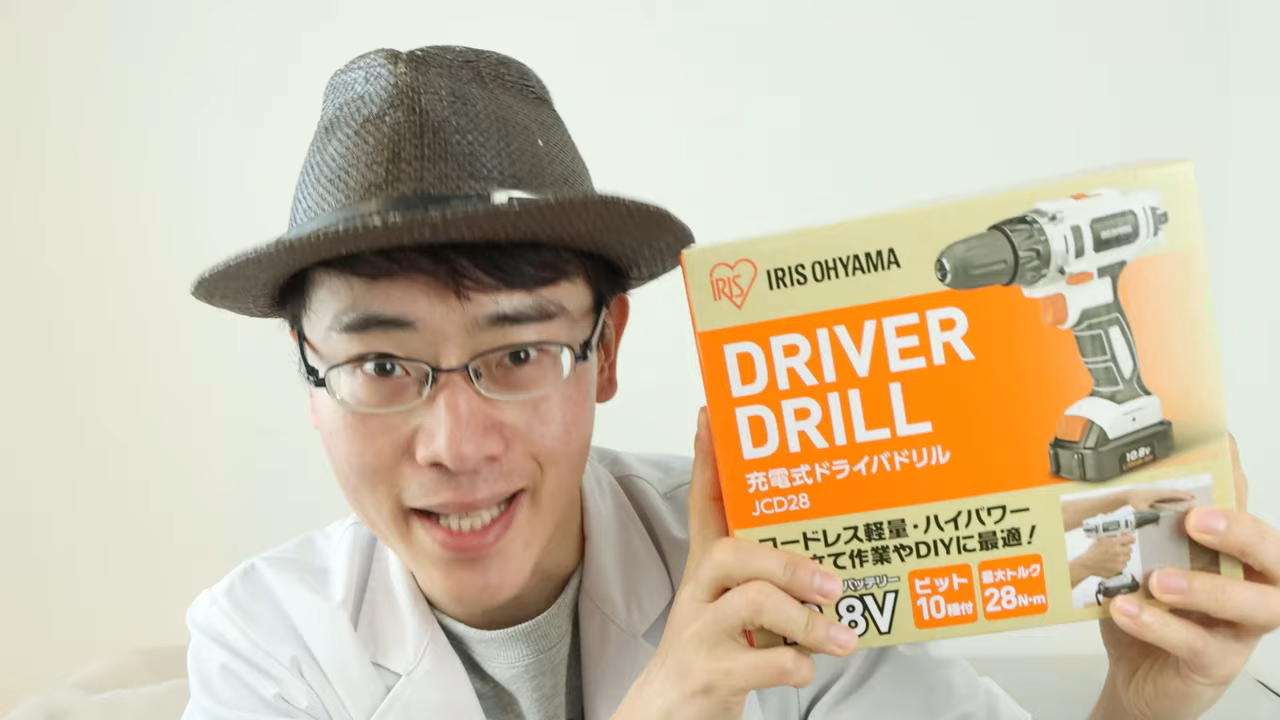 IRIS
IRIS OHYAMA
DRIVER
DRILL
充電式ドライバドリル
JCD28
コードレス軽量・ハイパワー
立て作業やDIYに最適!
バッテリー
.8V
ビット
10種付
最大トルク
28N・m
10.8V